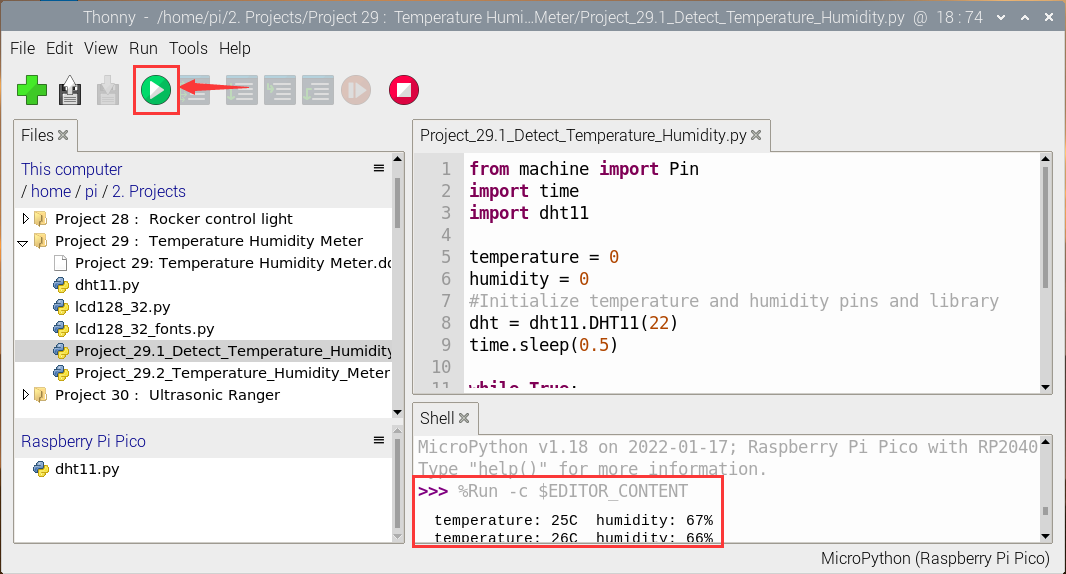 Thonny - /home/pi/2. Projects/Project 29 : Temperature Humi...Meter/Project_29.1_Detect_Temperature_Humidity.py @ 18 : 74
File Edit View Run Tools Help
Files
This computer
/ home / pi / 2. Projects
Project 28 : Rocker control light
Project 29 : Temperature Humidity Meter
Project 29: Temperature Humidity Meter.do
dht11.py
lcd128_32.py
lcd128_32_fonts.py
Project_29.1_Detect_Temperature_Humidity
Project_29.2_Temperature_Humidity_Meter
Project 30 : Ultrasonic Ranger
Raspberry Pi Pico
dht11.py
Project_29.1_Detect_Temperature_Humidity.py
1 from machine import Pin
2 import time
3 import dht11
4
5 temperature = 0
6 humidity = 0
7 #Initialize temperature and humidity pins and library
8 dht = dht11.DHT11(22)
9 time.sleep(0.5)
10
11 while True:
Shell
MicroPython v1.18 on 2022-01-17; Raspberry Pi Pico with RP2040
Type "help()" for more information.
>>> %Run -c $EDITOR_CONTENT
temperature: 25C humidity: 67%
temperature: 26C humidity: 66%
MicroPython (Raspberry Pi Pico)